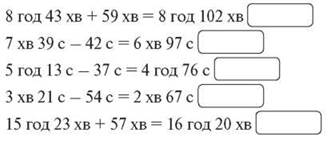 8 год 43 хв + 59 хв = 8 год 102 хв
7 хв 39 с – 42 с = 6 хв 97 с
5 год 13 с – 37 с = 4 год 76 с
3 хв 21 с – 54 с = 2 хв 67 с
15 год 23 хв + 57 хв = 16 год 20 хв